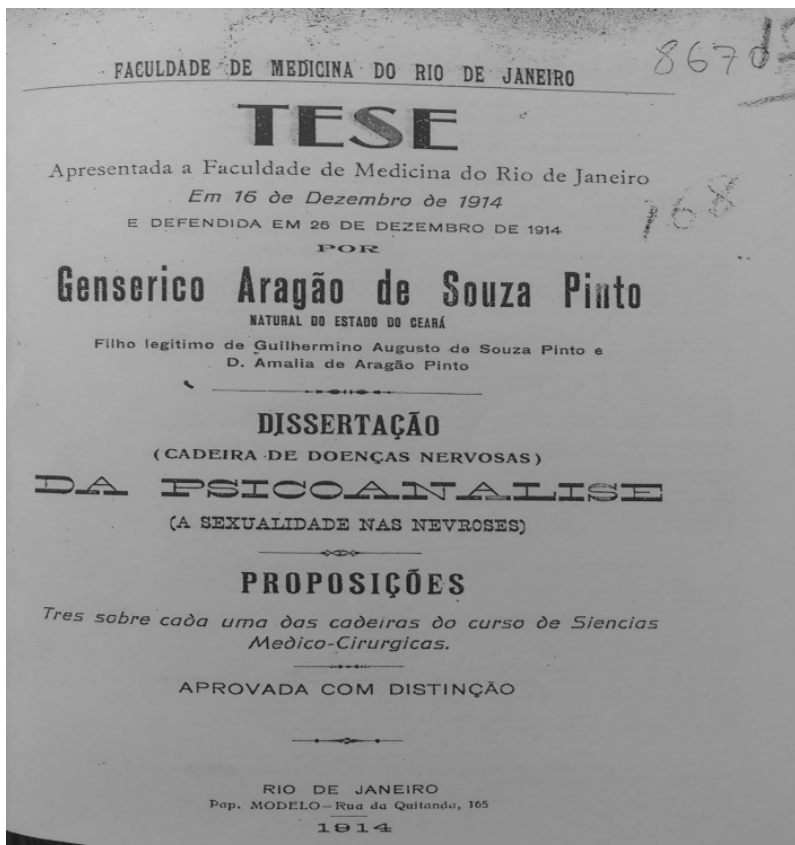 8670
FACULDADE DE MEDICINA DO RIO DE JANEIRO
TESE
Apresentada a Faculdade de Medicina do Rio de Janeiro
Em 16 de Dezembro de 1914
168
E DEFENDIDA EM 26 DE DEZEMBRO DE 1914
POR
Genserico Aragão de Souza Pinto
NATURAL DO ESTADO DO CEARÁ
Filho legitimo de Guilhermino Augusto de Souza Pinto e
D. Amalia de Aragão Pinto
DISSERTAÇÃO
(CADEIRA DE DOENÇAS NERVOSAS)
DA PSICOANALISE
(A SEXUALIDADE NAS NEVROSES)
PROPOSIÇÕES
Tres sobre cada uma das cadeiras do curso de Siencias
Medico-Cirurgicas.
APROVADA COM DISTINÇÃO
RIO DE JANEIRO
Pap. MODELO—Rua da Quitanda, 165
1914